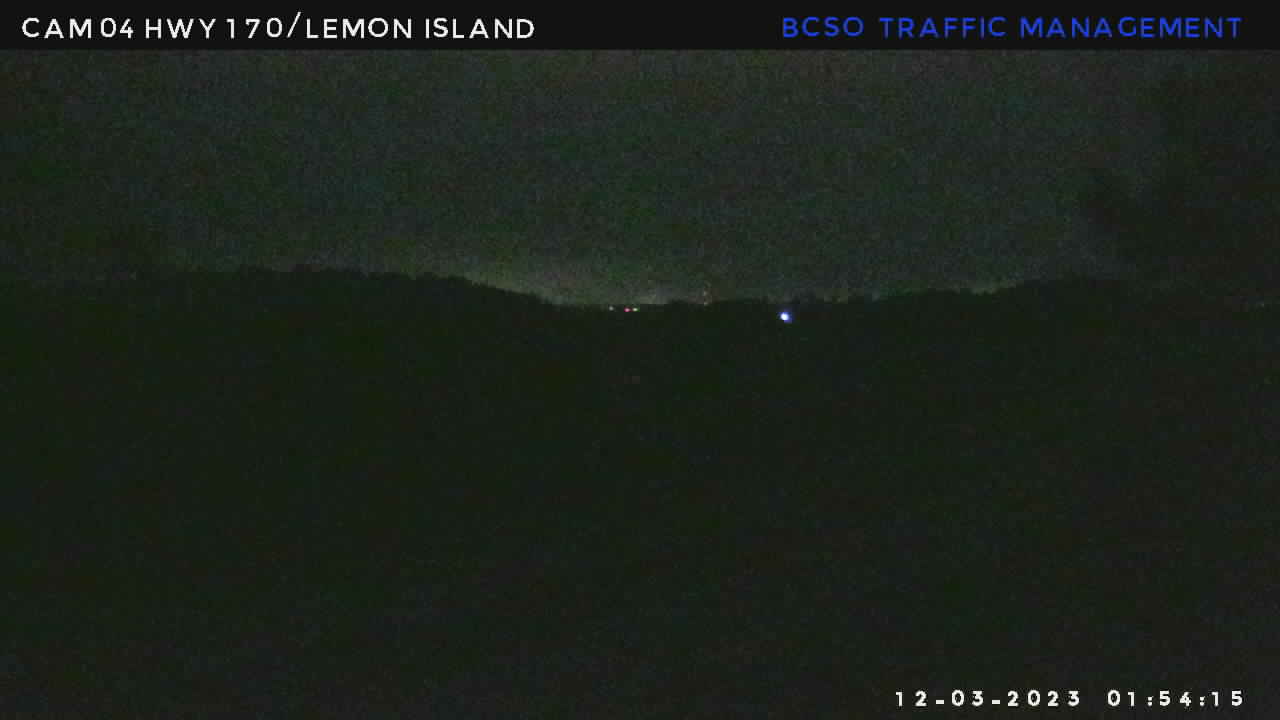 CAM04 HWY 170/LEMON ISLAND
BCSO TRAFFIC MANAGEMENT
12-03-2023 01:54:15